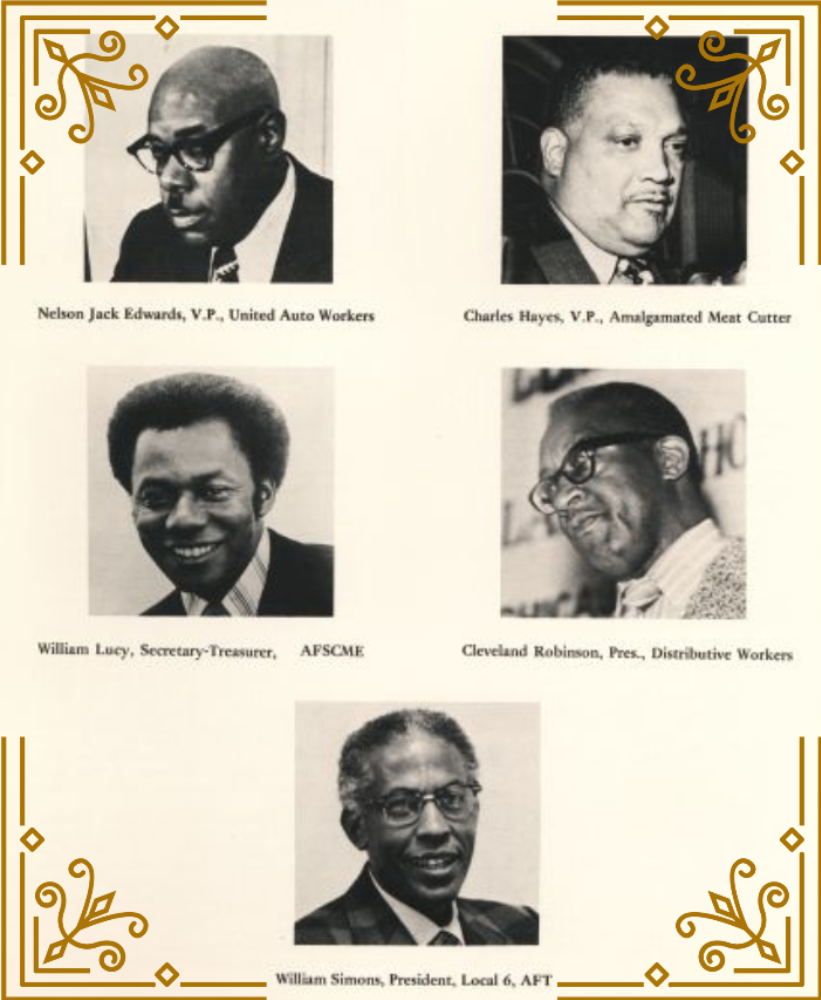 Nelson Jack Edwards, V.P., United Auto Workers
Charles Hayes, V.P., Amalgamated Meat Cutter
HO
William Lucy, Secretary-Treasurer, AFSCME
Cleveland Robinson, Pres., Distributive Workers
William Simons, President, Local 6, AFT